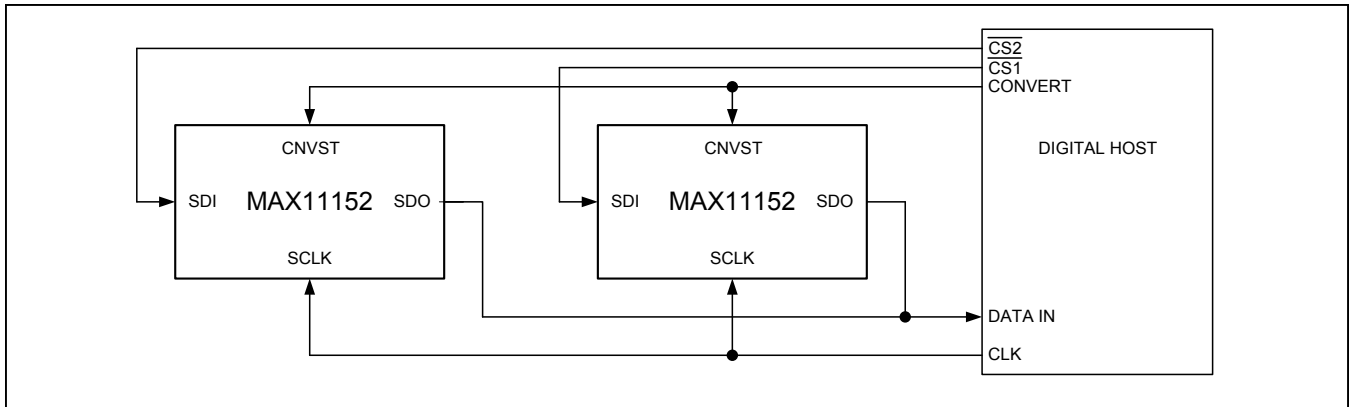 CS2
CS1
CONVERT
CNVST
CNVST
DIGITAL HOST
SDI MAX11152 SDO
SDI MAX11152 SDO
SCLK
SCLK
DATA IN
CLK